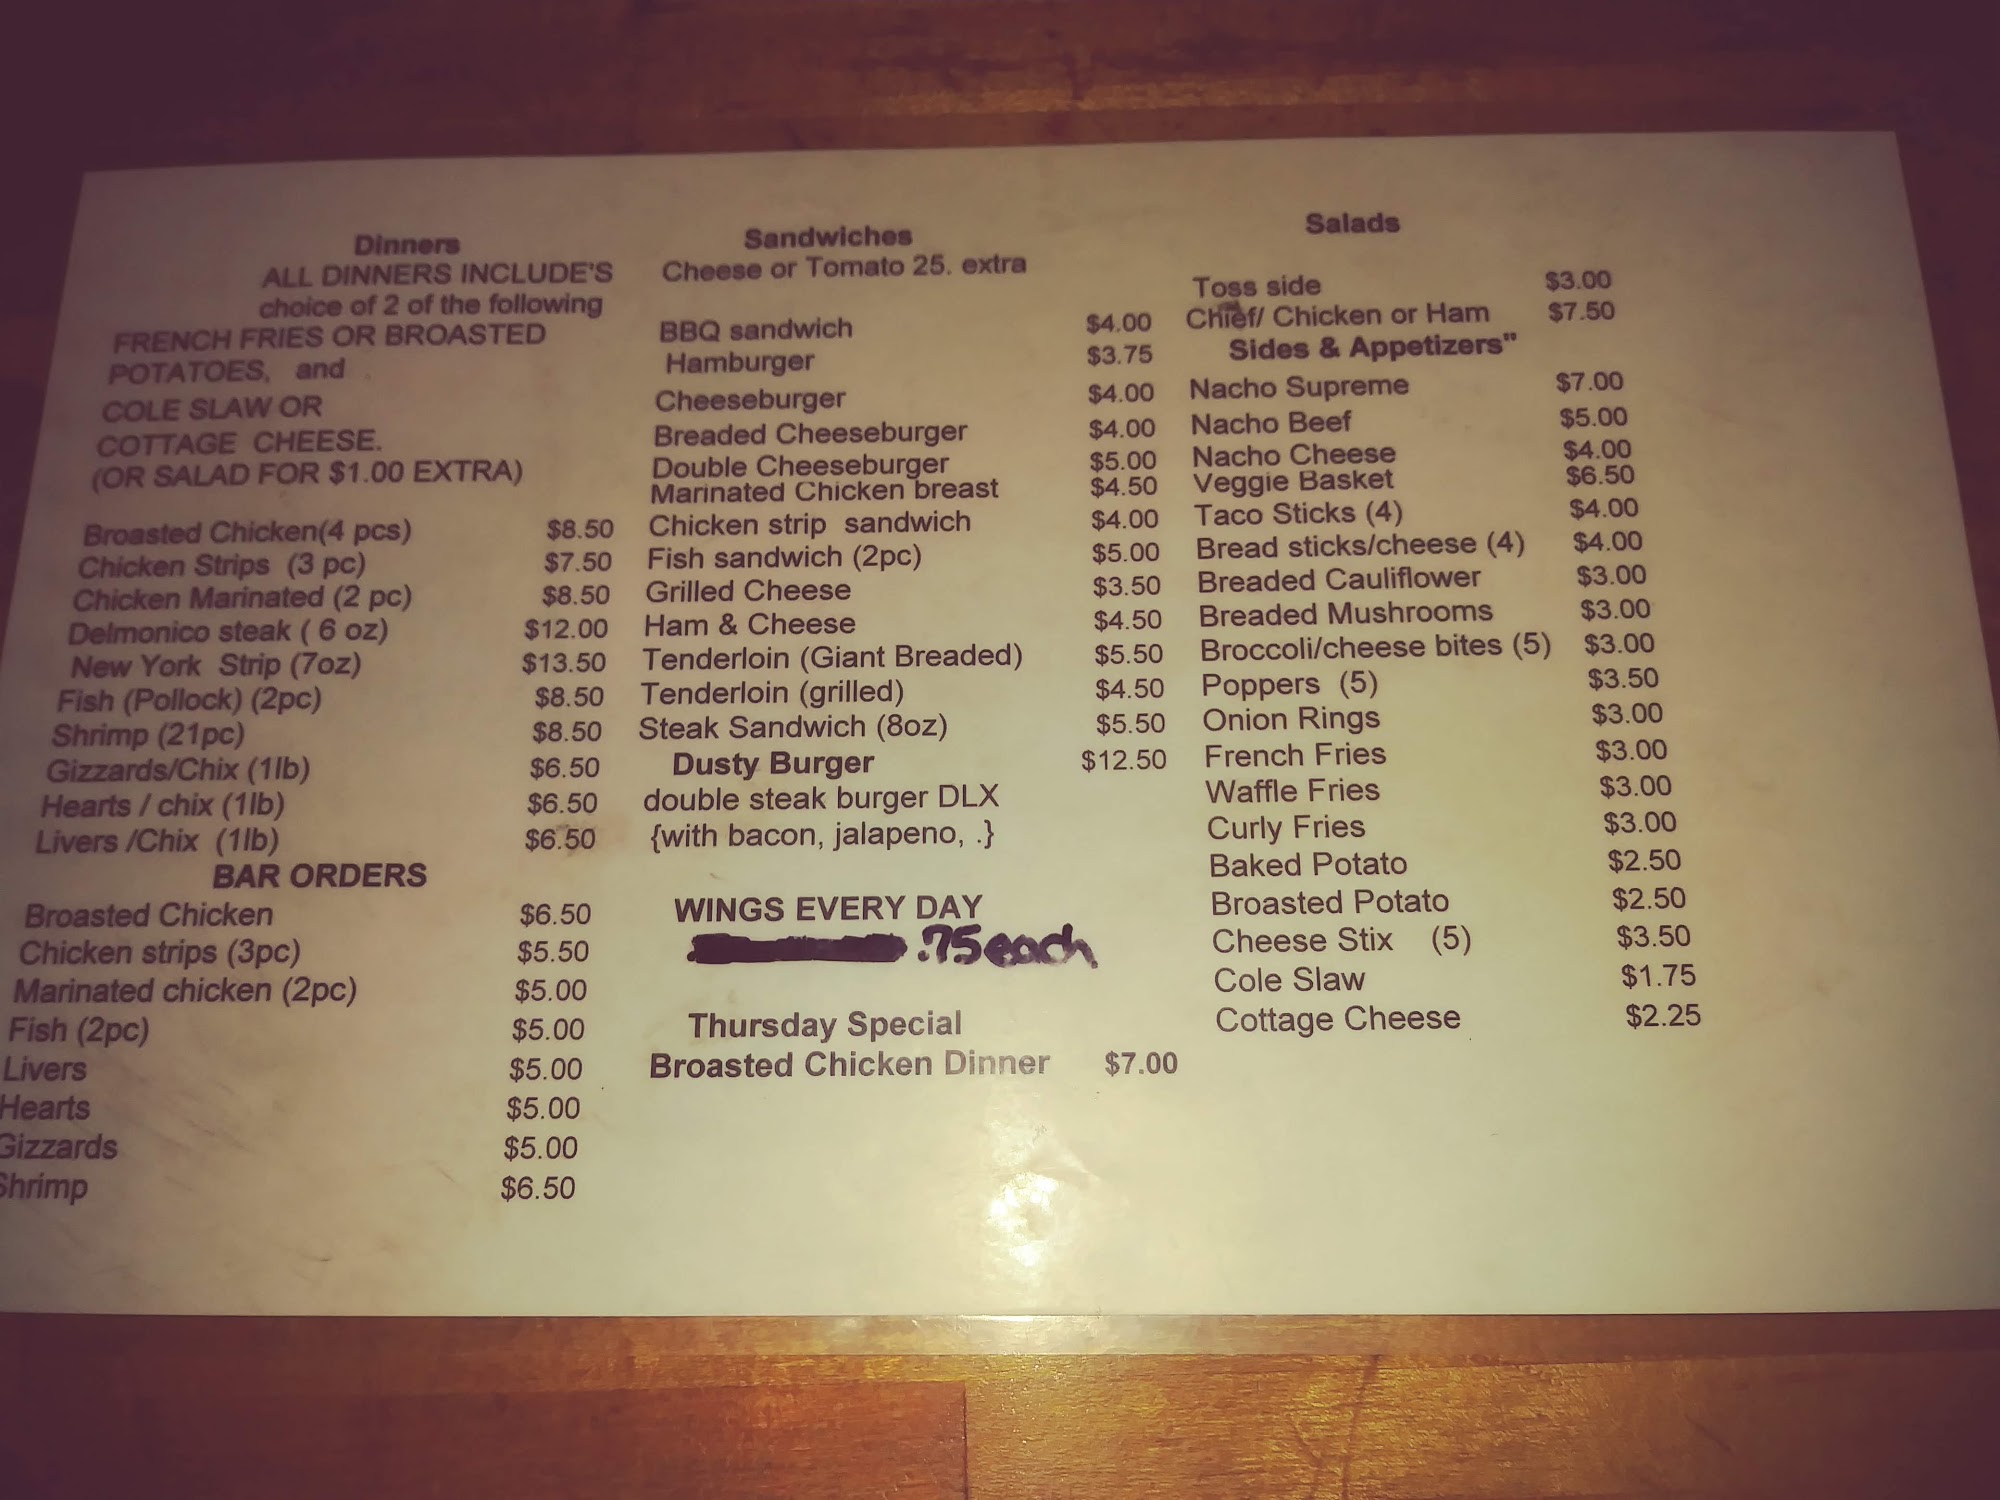 Dinners
ALL DINNERS INCLUDE'S
choice of 2 of the following
FRENCH FRIES OR BROASTED
POTATOES, and
COLE SLAW OR
COTTAGE CHEESE.
(OR SALAD FOR $1.00 EXTRA)
Broasted Chicken(4 pcs) $8.50
Chicken Strips (3 pc) $7.50
Chicken Marinated (2 pc) $8.50
Delmonico steak ( 6 oz) $12.00
New York Strip (7oz) $13.50
Fish (Pollock) (2pc) $8.50
Shrimp (21pc) $8.50
Gizzards/Chix (1lb) $6.50
Hearts / chix (1lb) $6.50
Livers /Chix (1lb) $6.50
BAR ORDERS
Broasted Chicken $6.50
Chicken strips (3pc) $5.50
Marinated chicken (2pc) $5.00
Fish (2pc) $5.00
Livers $5.00
Hearts $5.00
Gizzards $5.00
Shrimp $6.50
Sandwiches
Cheese or Tomato 25. extra
BBQ sandwich $4.00
Hamburger $3.75
Cheeseburger $4.00
Breaded Cheeseburger $4.00
Double Cheeseburger $5.00
Marinated Chicken breast $4.50
Chicken strip sandwich $4.00
Fish sandwich (2pc) $5.00
Grilled Cheese $3.50
Ham & Cheese $4.50
Tenderloin (Giant Breaded) $5.50
Tenderloin (grilled) $4.50
Steak Sandwich (8oz) $5.50
Dusty Burger $12.50
double steak burger DLX
{with bacon, jalapeno, .}
WINGS EVERY DAY
.75 each
Thursday Special
Broasted Chicken Dinner $7.00
Salads
Toss side $3.00
Chief/ Chicken or Ham $7.50
Sides & Appetizers"
Nacho Supreme $7.00
Nacho Beef $5.00
Nacho Cheese $4.00
Veggie Basket $6.50
Taco Sticks (4) $4.00
Bread sticks/cheese (4) $4.00
Breaded Cauliflower $3.00
Breaded Mushrooms $3.00
Broccoli/cheese bites (5) $3.00
Poppers (5) $3.50
Onion Rings $3.00
French Fries $3.00
Waffle Fries $3.00
Curly Fries $3.00
Baked Potato $2.50
Broasted Potato $2.50
Cheese Stix (5) $3.50
Cole Slaw $1.75
Cottage Cheese $2.25